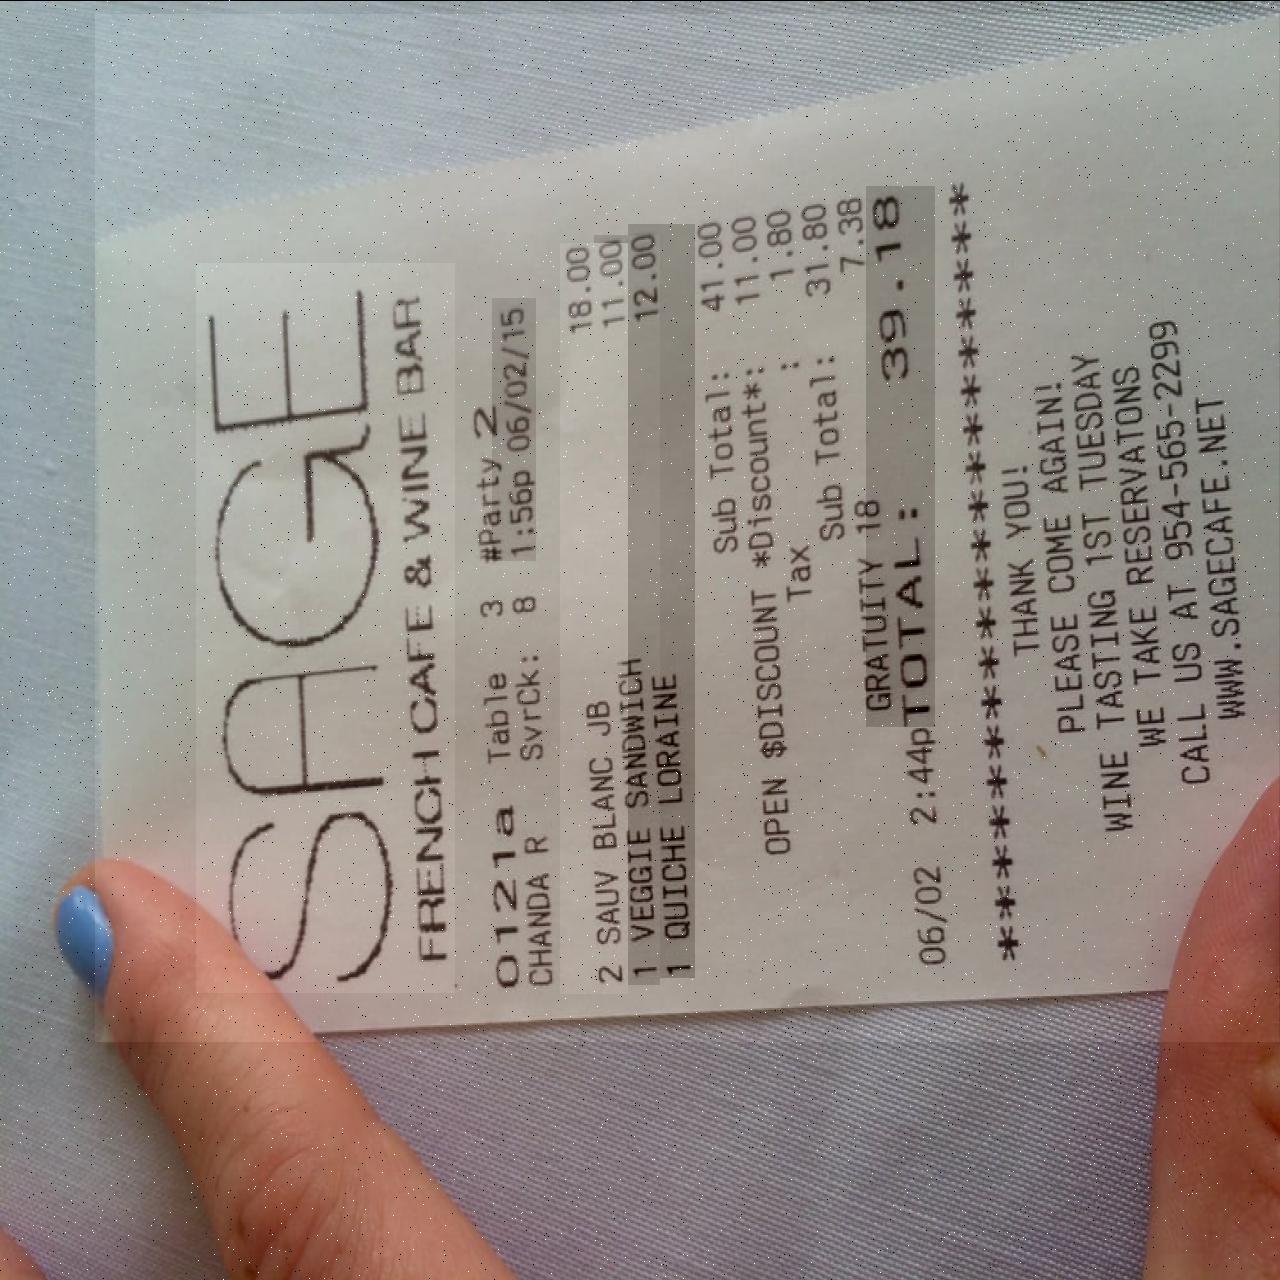 SAGE
FRENCH CAFE & WINE BAR
0121a Table 3 #Party 2
CHANDA R SvrCk: 8 1:56p 06/02/15
2 SAUV BLANC JB 18.00
1 VEGGIE SANDWICH 11.00
1 QUICHE LORAINE 12.00
Sub Total: 41.00
OPEN $DISCOUNT *Discount*: 11.00
Tax : 1.80
Sub Total: 31.80
GRATUITY 18 7.38
06/02 2:44pTOTAL: 39.18
**********************
THANK YOU!
PLEASE COME AGAIN!
WINE TASTING 1ST TUESDAY
WE TAKE RESERVATONS
CALL US AT 954-565-2299
WWW.SAGECAFE.NET